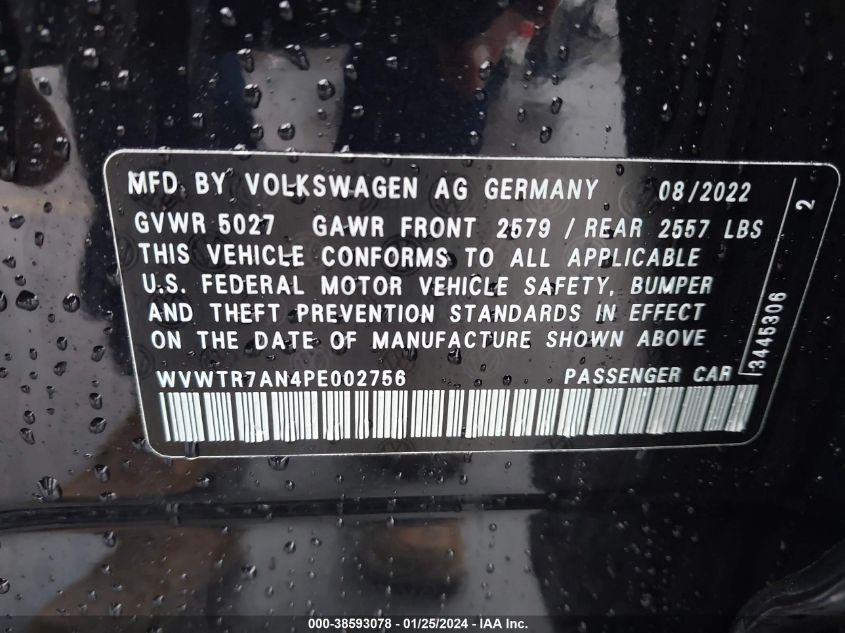 MFD BY VOLKSWAGEN AG GERMANY 08/2022
GVWR 5027 GAWR FRONT 2579 / REAR 2557 LBS
THIS VEHICLE CONFORMS TO ALL APPLICABLE
U.S. FEDERAL MOTOR VEHICLE SAFETY, BUMPER
AND THEFT PREVENTION STANDARDS IN EFFECT
ON THE DATE OF MANUFACTURE SHOWN ABOVE
WVWTR7AN4PE002756 PASSENGER CAR
3445306 2
000-38593078 - 01/25/2024 - IAA Inc.